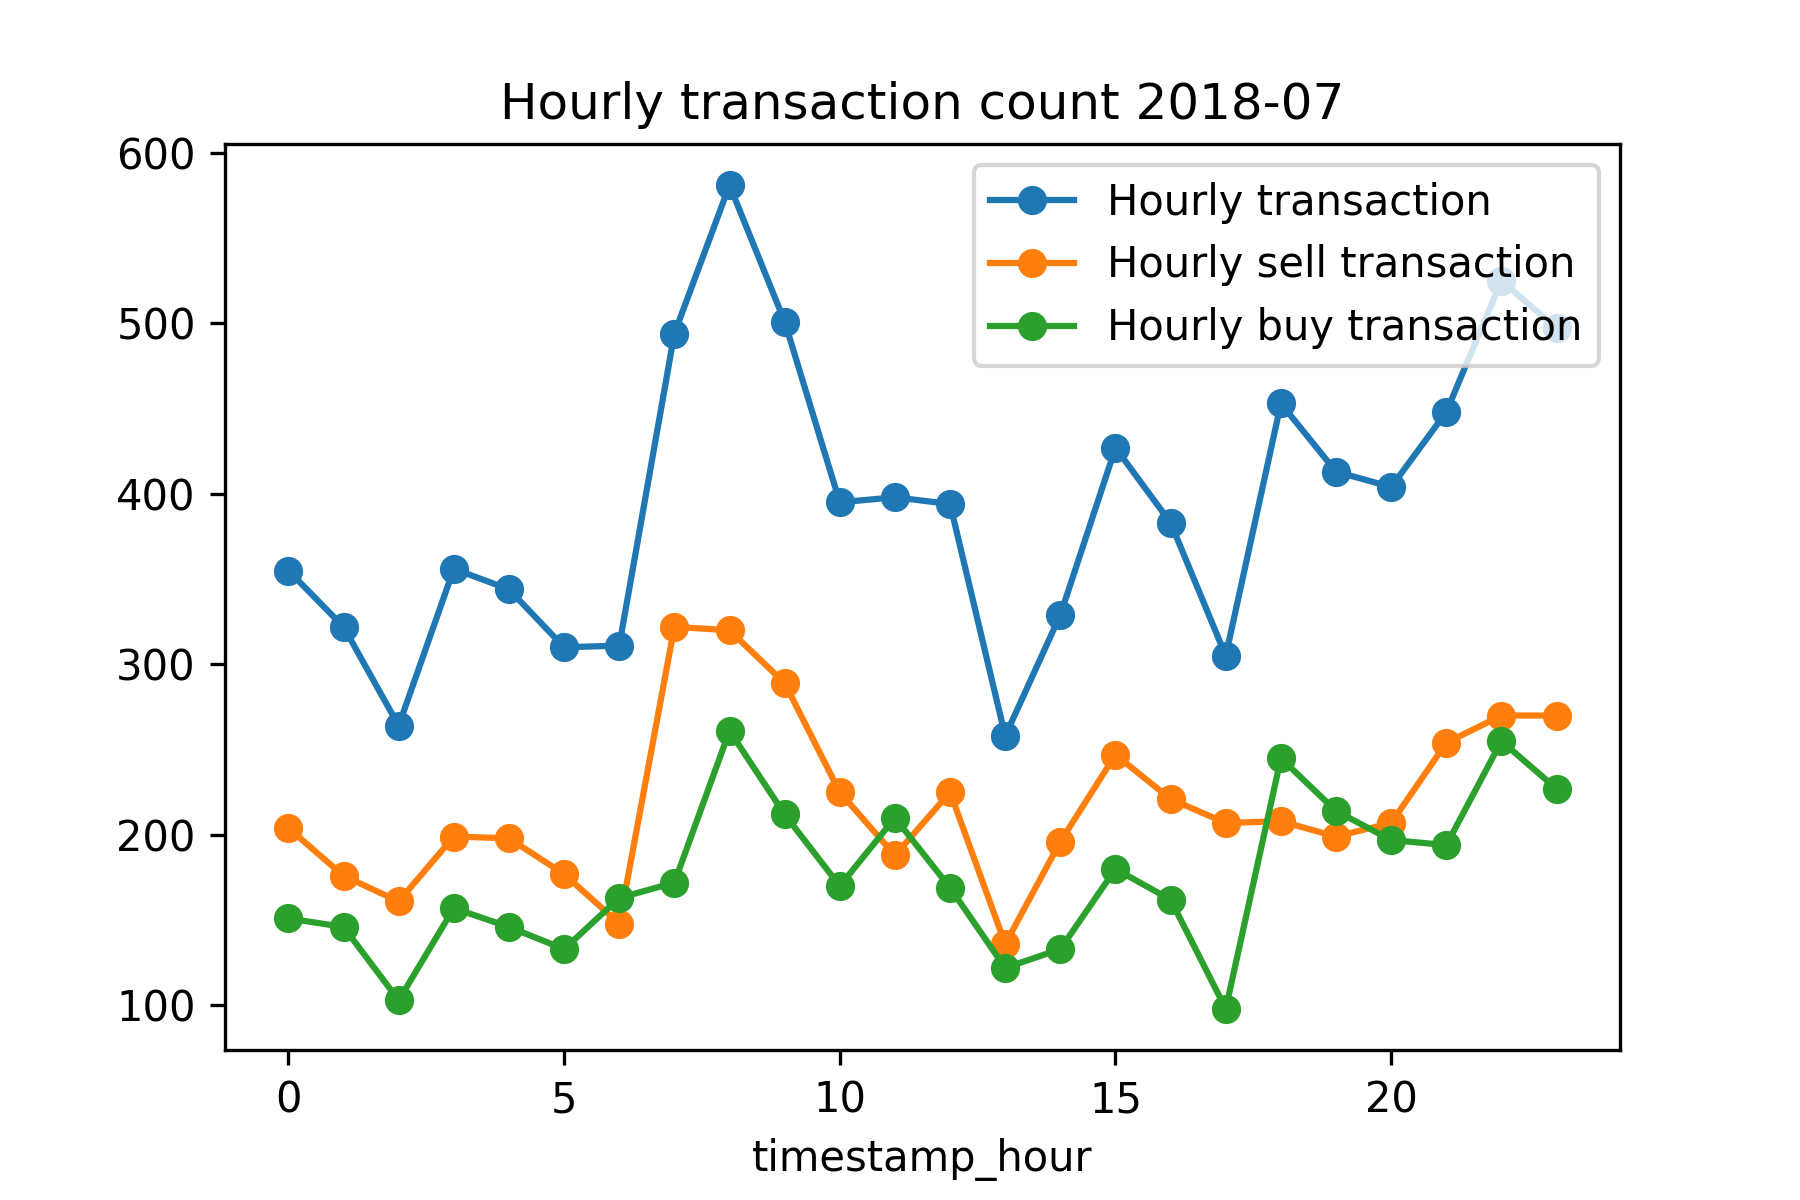 Hourly transaction count 2018-07
600
500
400
300
200
100
Hourly transaction
Hourly sell transaction
Hourly buy transaction
0 5 10 15 20
timestamp_hour